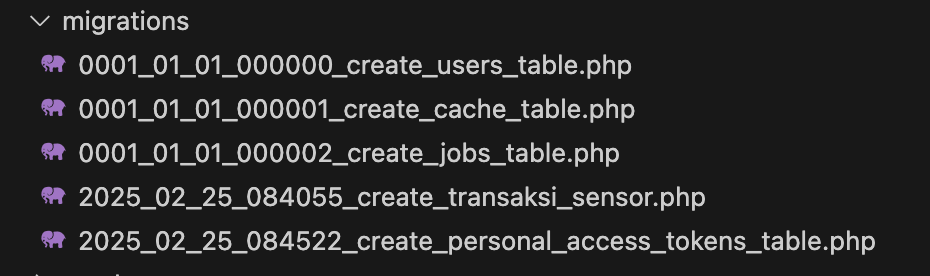 migrations
0001_01_01_000000_create_users_table.php
0001_01_01_000001_create_cache_table.php
0001_01_01_000002_create_jobs_table.php
2025_02_25_084055_create_transaksi_sensor.php
2025_02_25_084522_create_personal_access_tokens_table.php